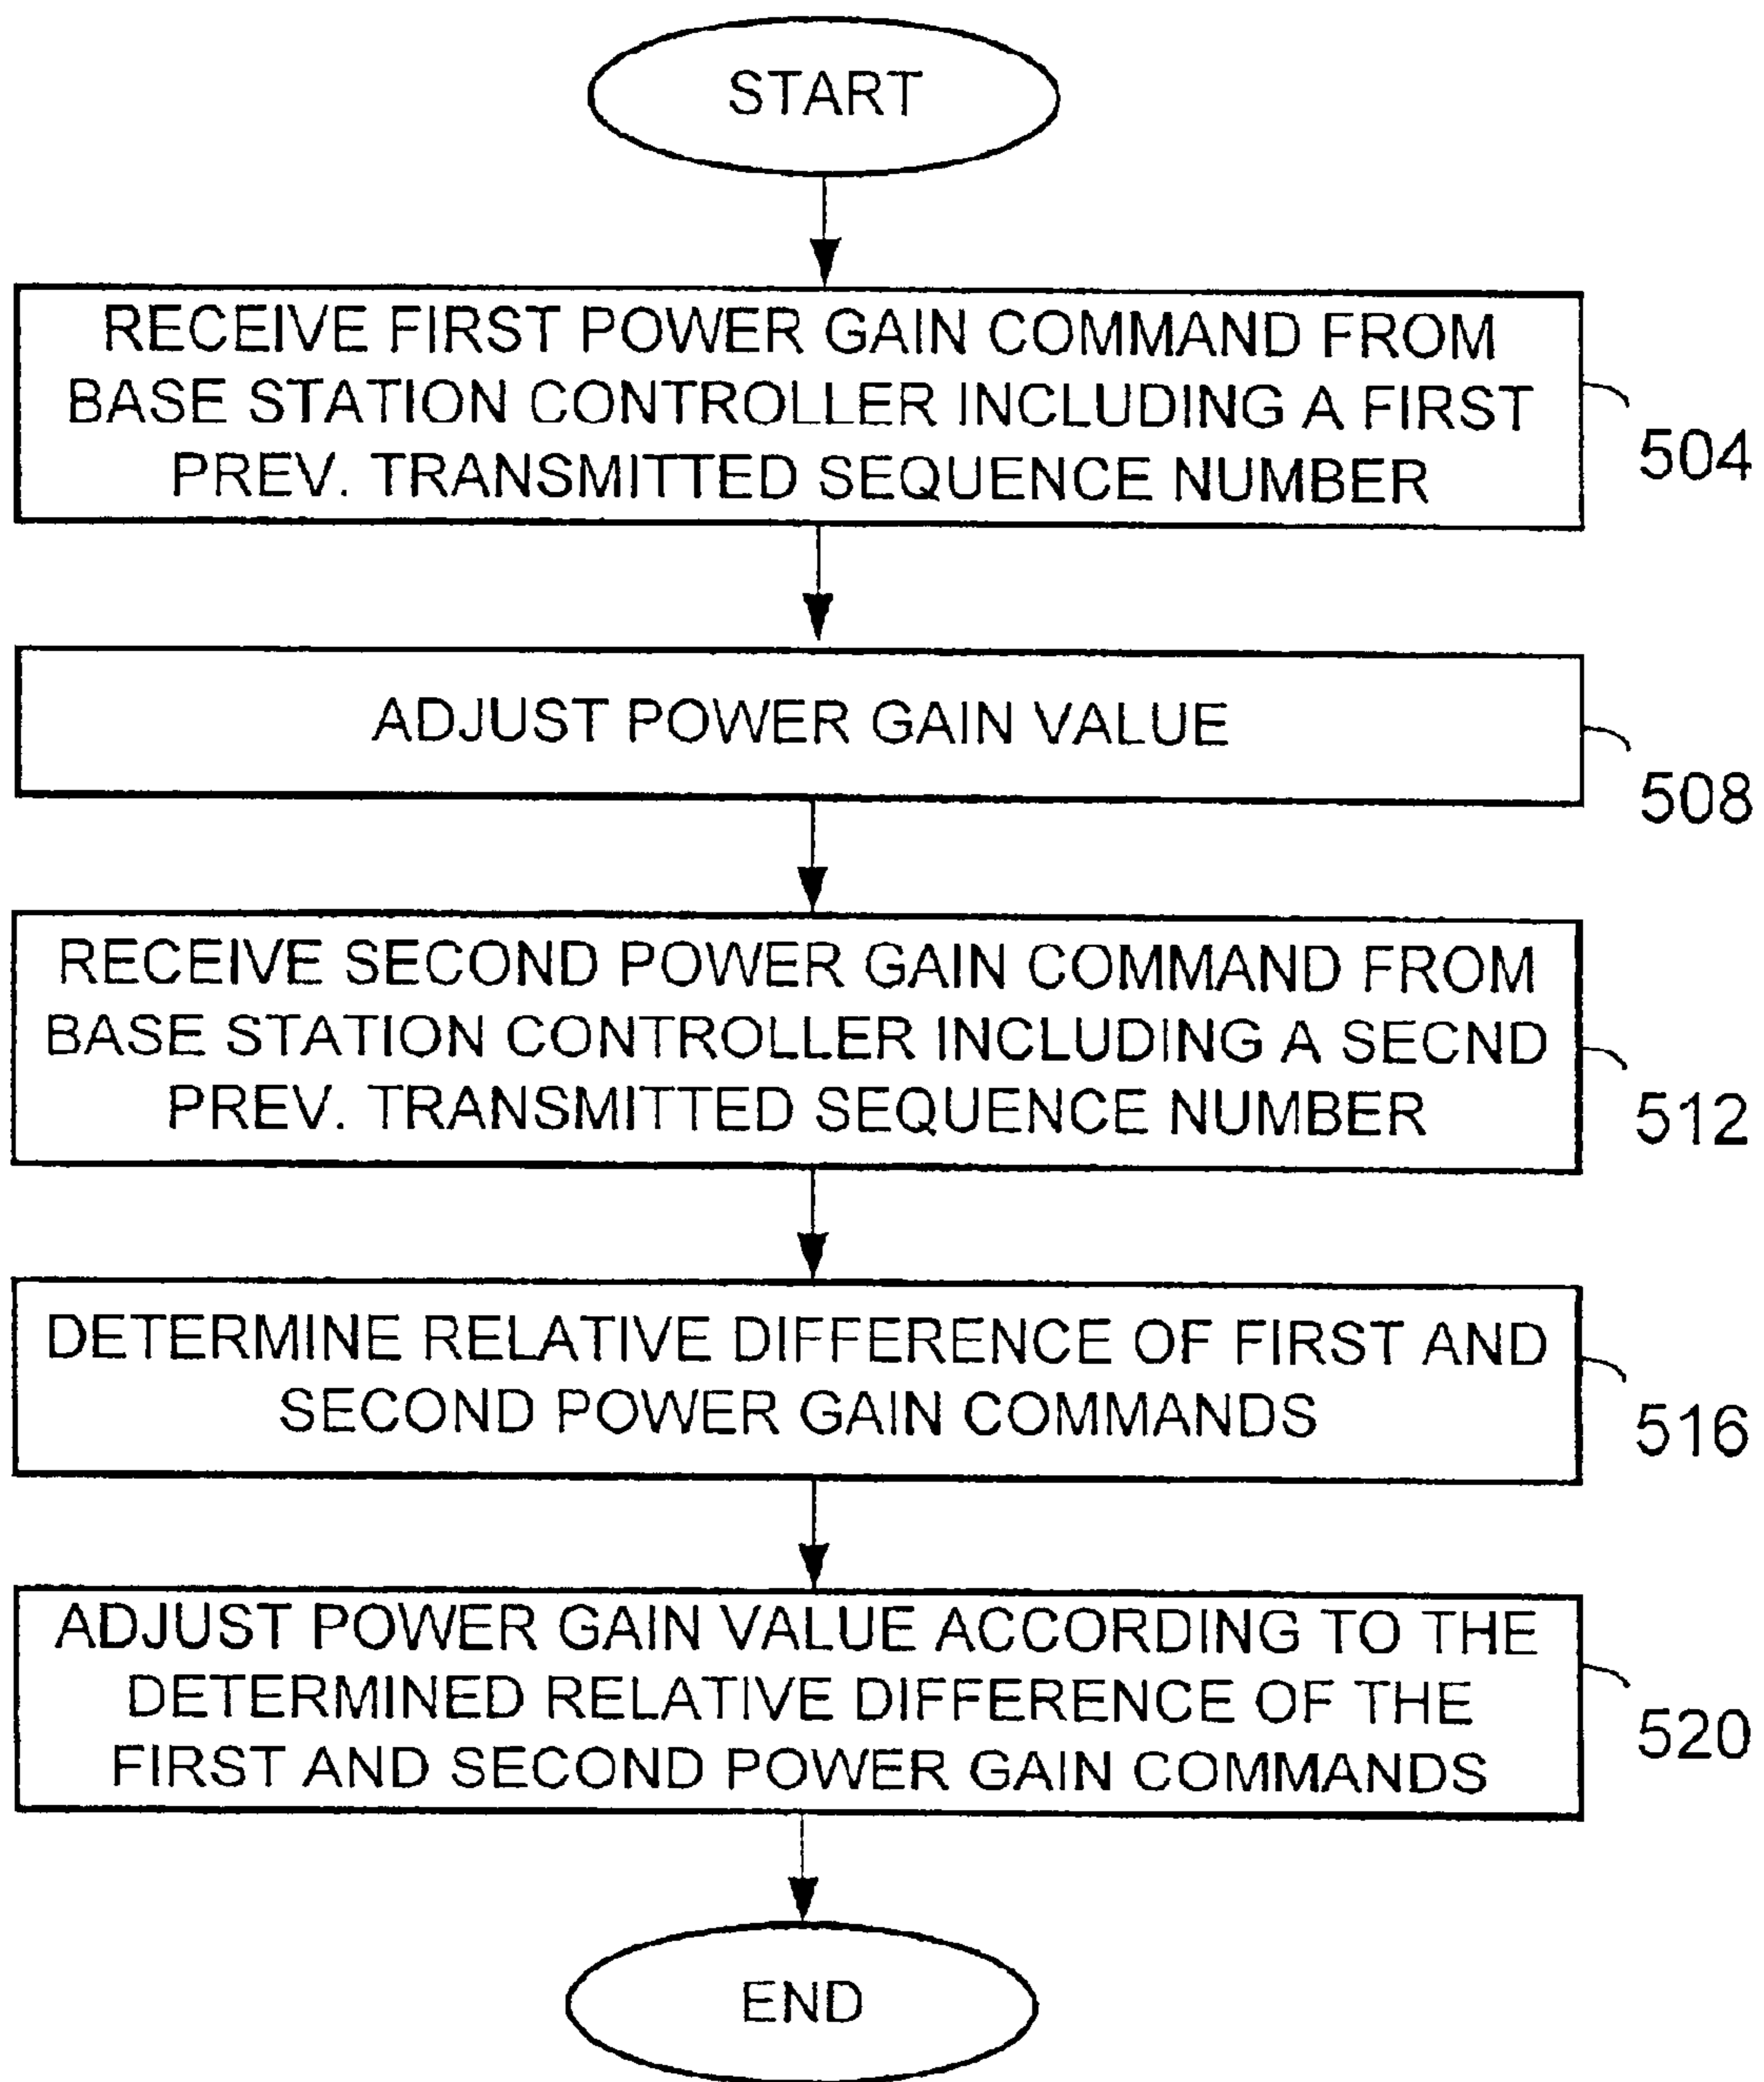 START
RECEIVE FIRST POWER GAIN COMMAND FROM
BASE STATION CONTROLLER INCLUDING A FIRST
PREV. TRANSMITTED SEQUENCE NUMBER
504
ADJUST POWER GAIN VALUE
508
RECEIVE SECOND POWER GAIN COMMAND FROM
BASE STATION CONTROLLER INCLUDING A SECND
PREV. TRANSMITTED SEQUENCE NUMBER
512
DETERMINE RELATIVE DIFFERENCE OF FIRST AND
SECOND POWER GAIN COMMANDS
516
ADJUST POWER GAIN VALUE ACCORDING TO THE
DETERMINED RELATIVE DIFFERENCE OF THE
FIRST AND SECOND POWER GAIN COMMANDS
520
END